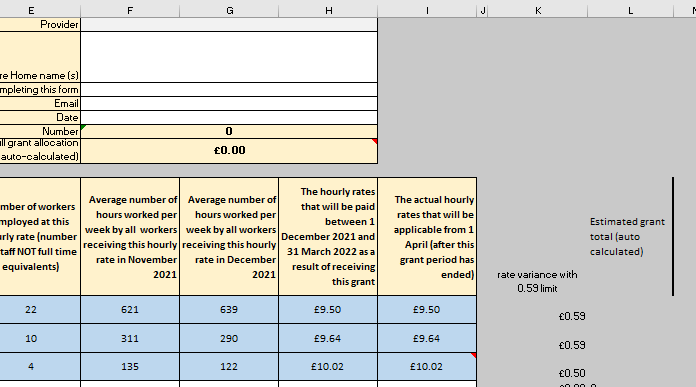 E F G H I J K L
Provider
re Home name (s)
mpleting this form
Email
Date
Number 0
ll grant allocation
auto-calculated) £0.00
mber of workers
mployed at this
urly rate (number
taff NOT full time
equivalents)
Average number of
hours worked per
week by all workers
receiving this hourly
rate in November
2021
Average number of
hours worked per
week by all workers
receiving this hourly
rate in December
2021
The hourly rates
that will be paid
between 1
December 2021 and
31 March 2022 as a
result of receiving
this grant
The actual hourly
rates that will be
applicable from 1
April (after this
grant period has
ended)
rate variance with
0.59 limit
Estimated grant
total (auto
calculated)
22 621 639 £9.50 £9.50 £0.59
10 311 290 £9.64 £9.64 £0.59
4 135 122 £10.02 £10.02 £0.50